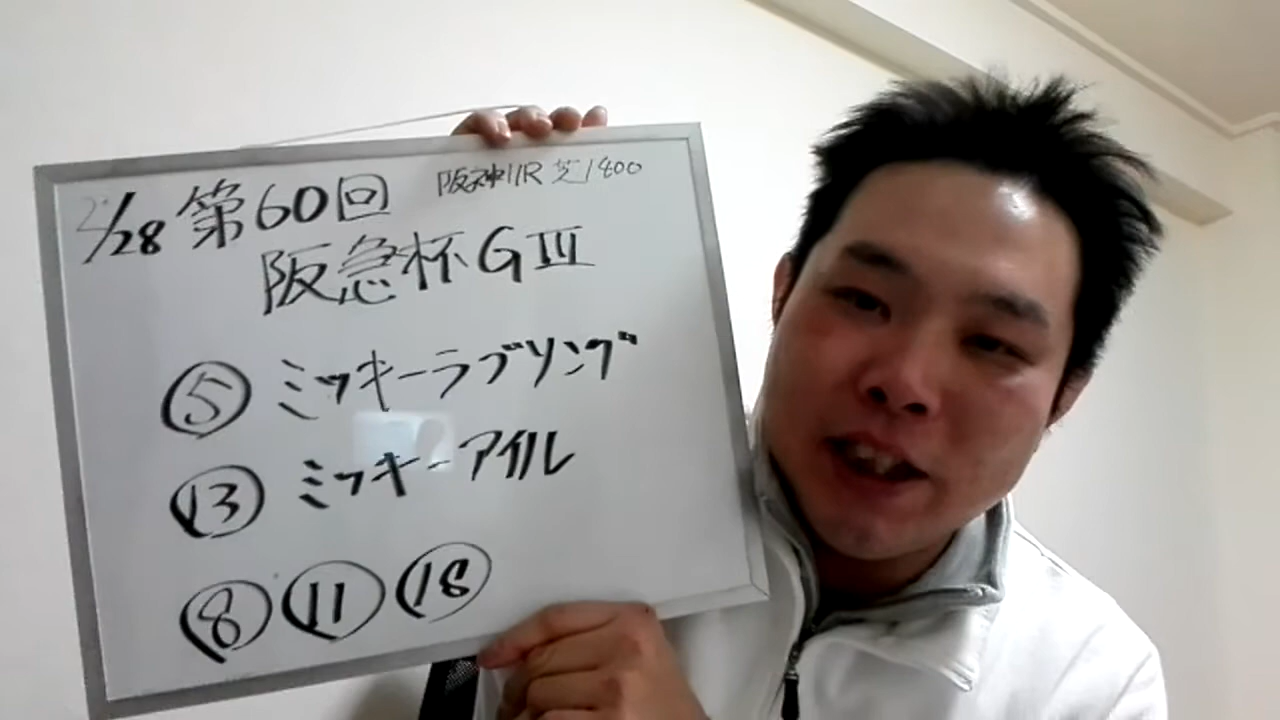 2/28 第60回 阪神11R 芝1400
阪急杯GⅢ
⑤ ミッキーラブソング
⑬ ミッキーアイル
⑧ ⑪ ⑱